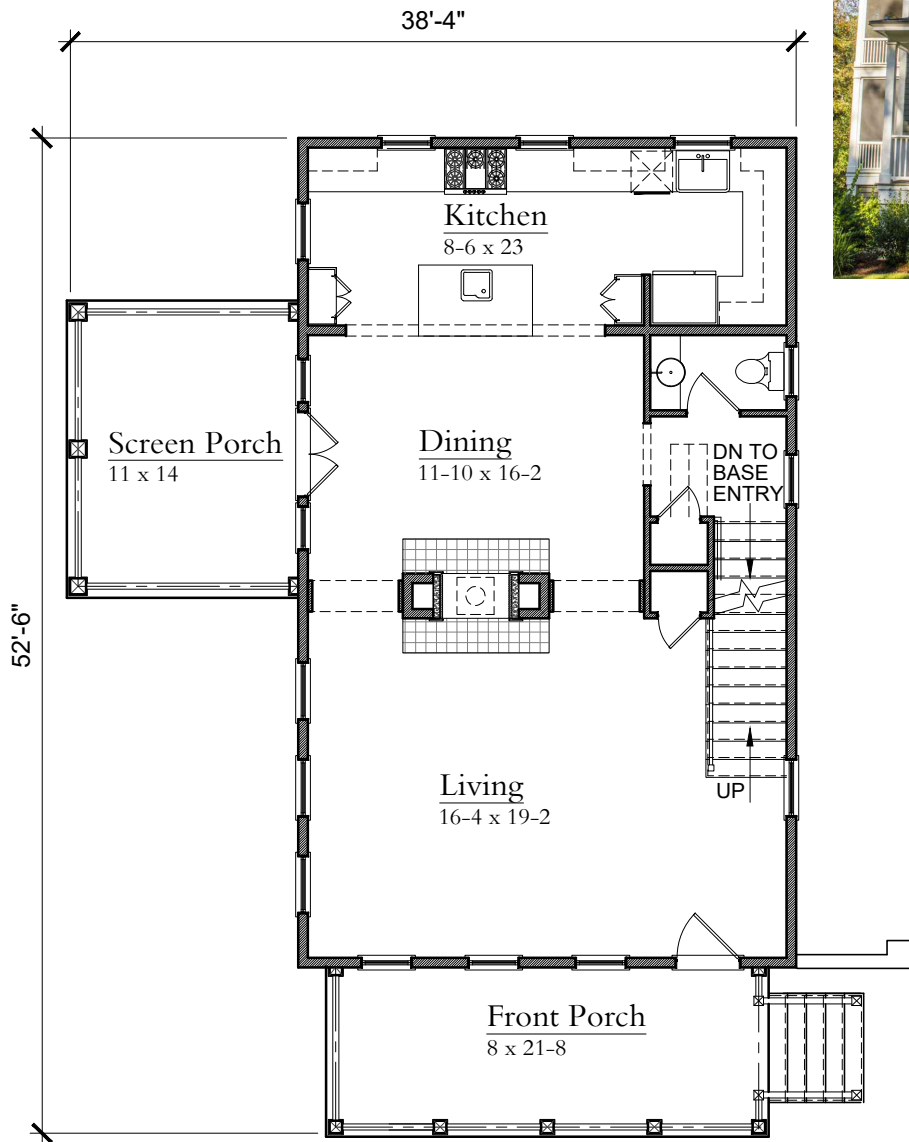 38'-4"
Kitchen
8-6 x 23
Screen Porch
11 x 14
Dining
11-10 x 16-2
DN TO
BASE
ENTRY
52'-6"
Living
16-4 x 19-2
UP
Front Porch
8 x 21-8